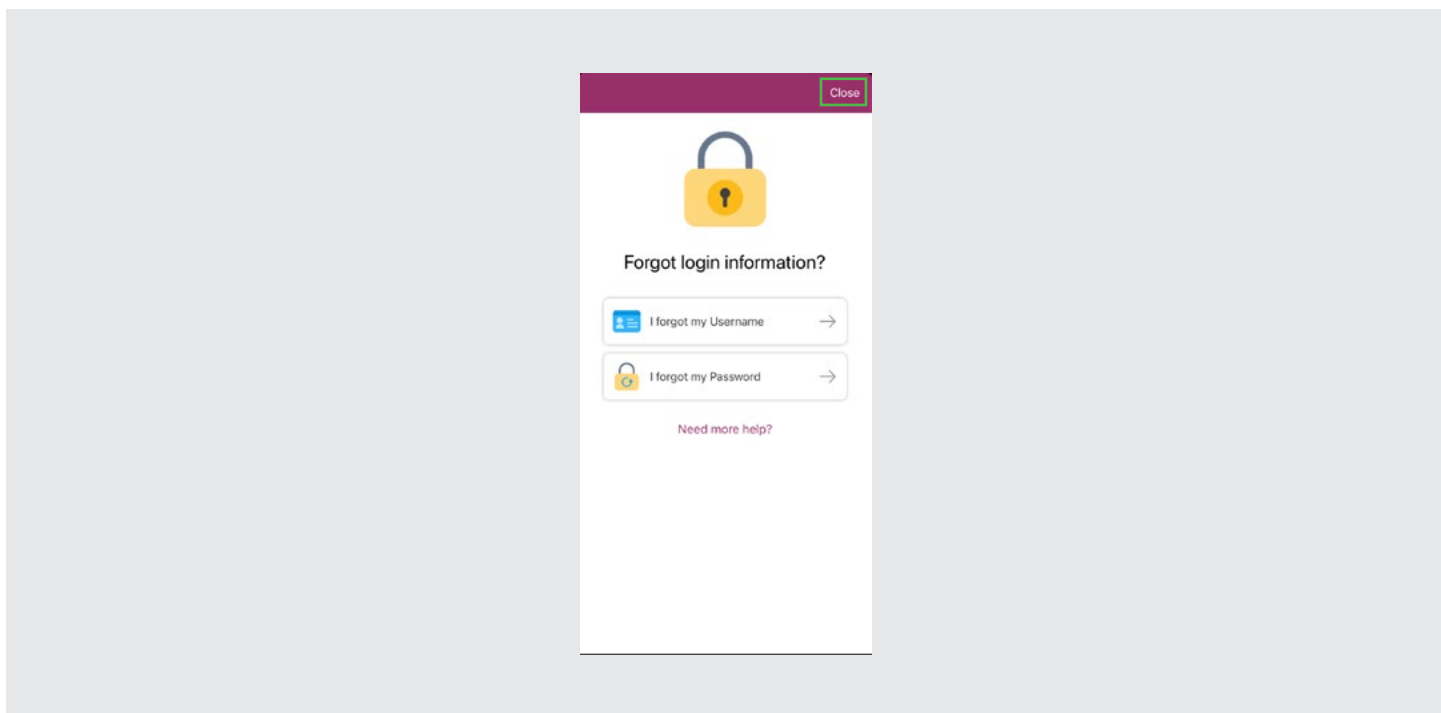 Close
Forgot login information?
I forgot my Username
I forgot my Password
Need more help?